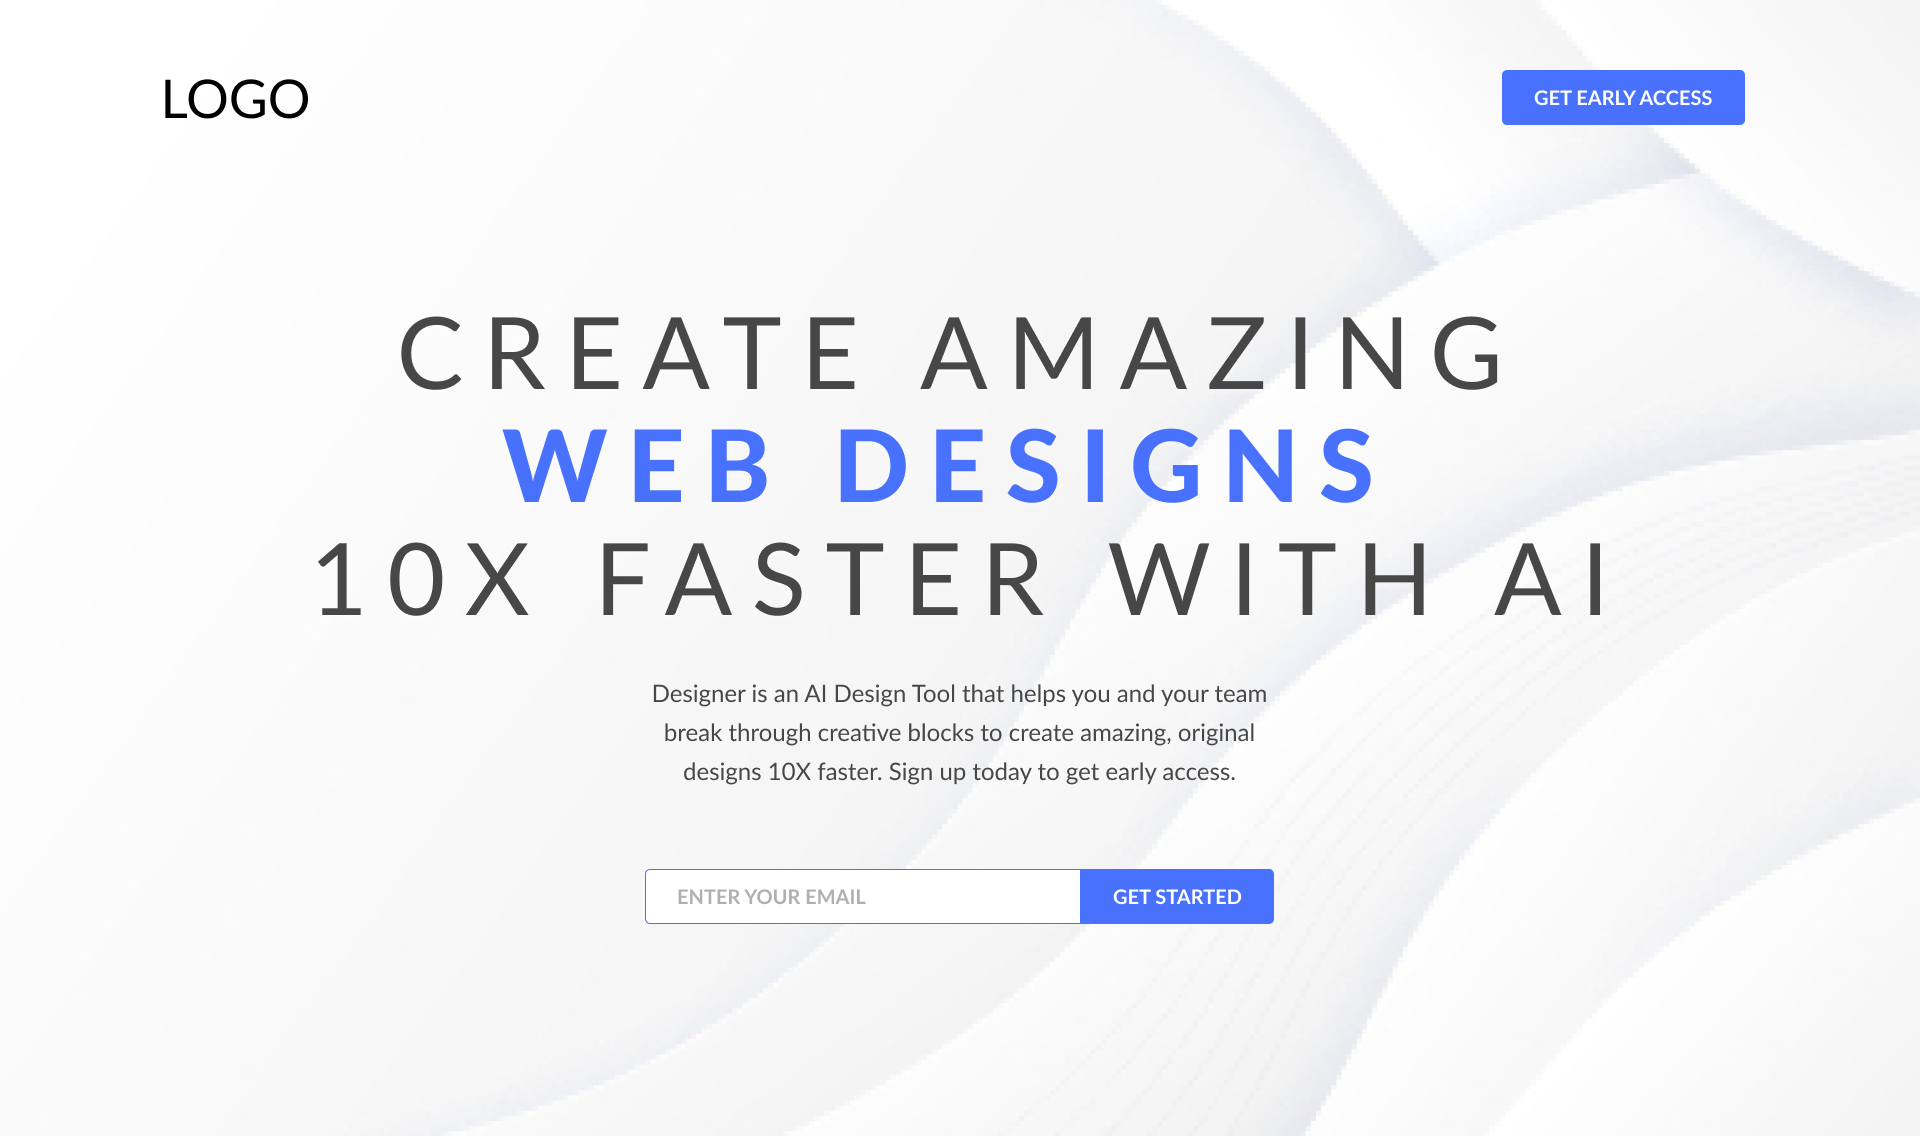 LOGO
GET EARLY ACCESS
CREATE AMAZING
WEB DESIGNS
10X FASTER WITH AI
Designer is an AI Design Tool that helps you and your team
break through creative blocks to create amazing, original
designs 10X faster. Sign up today to get early access.
ENTER YOUR EMAIL
GET STARTED